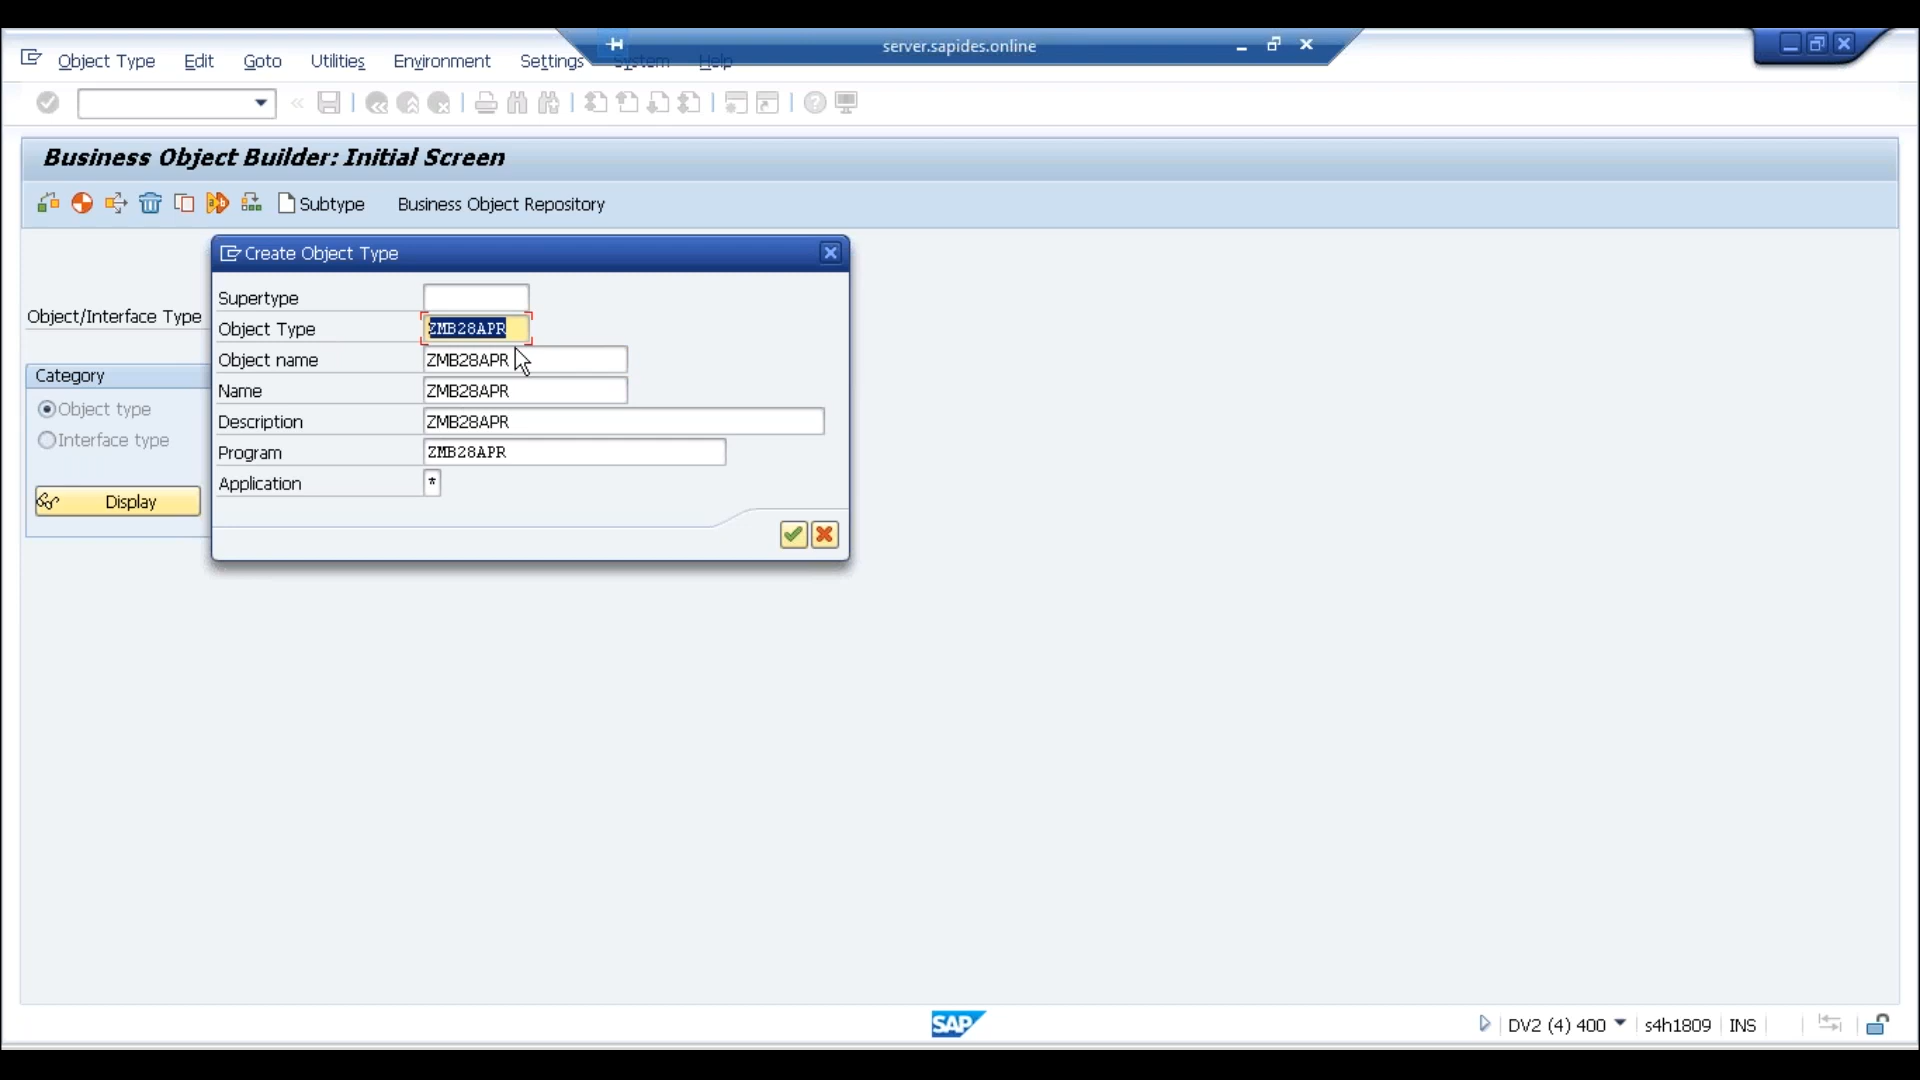 server.sapides.online
Object Type Edit Goto Utilities Environment Settings System Help
Business Object Builder: Initial Screen
Subtype Business Object Repository
Create Object Type
Supertype
Object/Interface Type
Object Type ZMB28APR
Object name ZMB28APR
Category
Name ZMB28APR
Object type
Description ZMB28APR
Interface type
Program ZMB28APR
Application *
Display
SAP
DV2 (4) 400 s4h1809 INS